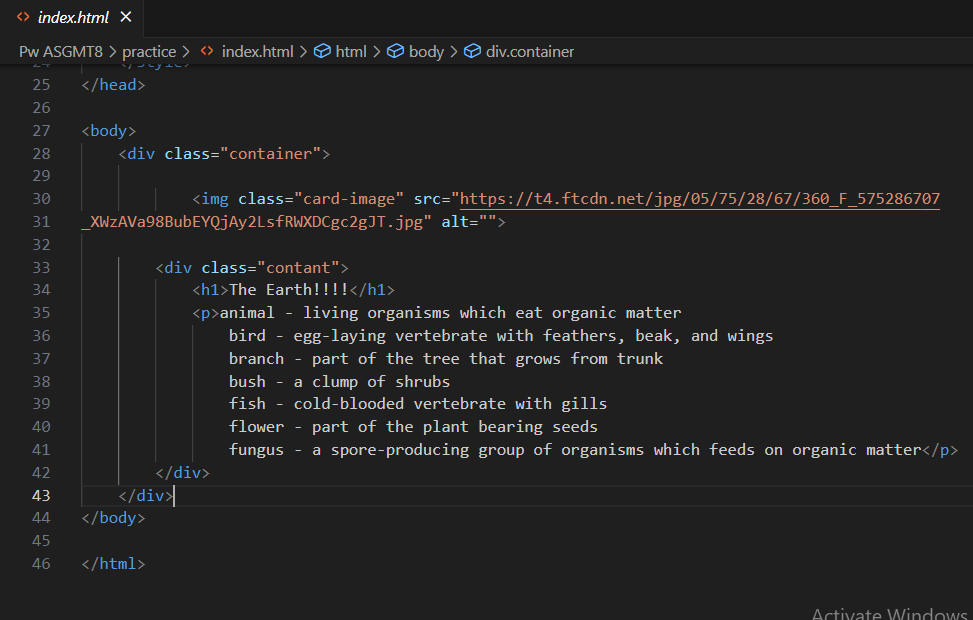 index.html
Pw ASGMT8 > practice > index.html > html > body > div.container
24 </style>
25 </head>
26
27 <body>
28 <div class="container">
29
30 <img class="card-image" src="https://t4.ftcdn.net/jpg/05/75/28/67/360_F_575286707
31 _XWzAVa98BubEYQjAy2LsfRWXDCgc2gJT.jpg" alt="">
32
33 <div class="contant">
34 <h1>The Earth!!!!</h1>
35 <p>animal - living organisms which eat organic matter
36 bird - egg-laying vertebrate with feathers, beak, and wings
37 branch - part of the tree that grows from trunk
38 bush - a clump of shrubs
39 fish - cold-blooded vertebrate with gills
40 flower - part of the plant bearing seeds
41 fungus - a spore-producing group of organisms which feeds on organic matter</p>
42 </div>
43 </div>
44 </body>
45
46 </html>
Activate Windows